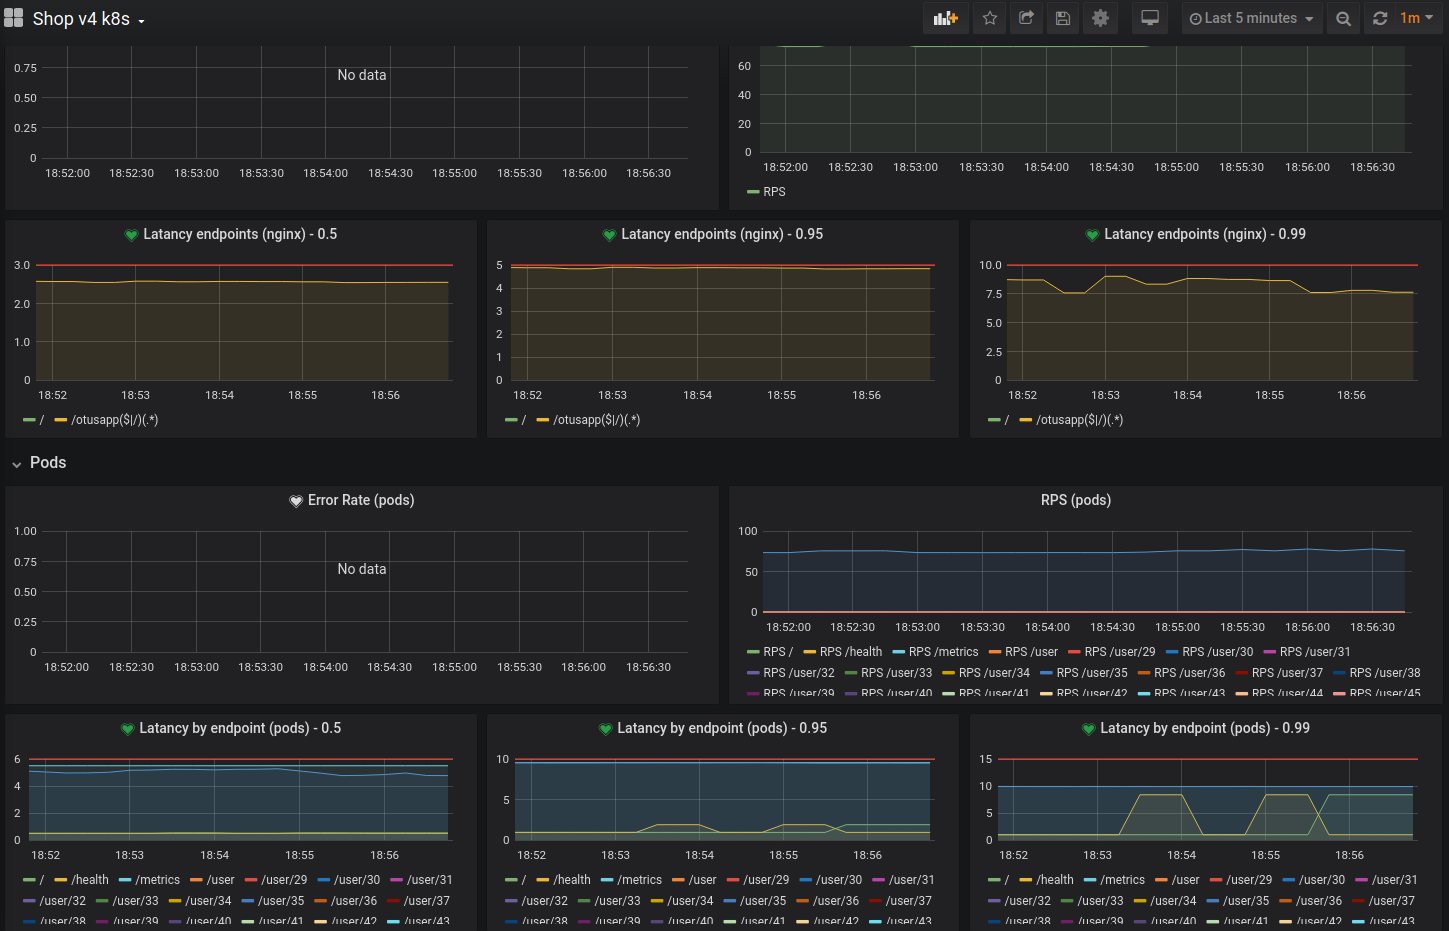 Shop v4 k8s
Last 5 minutes
1m
0.75
0.50
0.25
0
No data
18:52:00 18:52:30 18:53:00 18:53:30 18:54:00 18:54:30 18:55:00 18:55:30 18:56:00 18:56:30
60
40
20
0
18:52:00 18:52:30 18:53:00 18:53:30 18:54:00 18:54:30 18:55:00 18:55:30 18:56:00 18:56:30
RPS
Latancy endpoints (nginx) - 0.5
3.0
2.0
1.0
0
18:52 18:53 18:54 18:55 18:56
/ /otusapp($|/)(.*)
Latancy endpoints (nginx) - 0.95
5
4
3
2
1
0
18:52 18:53 18:54 18:55 18:56
/ /otusapp($|/)(.*)
Latancy endpoints (nginx) - 0.99
10.0
7.5
5.0
2.5
0
18:52 18:53 18:54 18:55 18:56
/ /otusapp($|/)(.*)
Pods
Error Rate (pods)
1.00
0.75
0.50
0.25
0
No data
18:52:00 18:52:30 18:53:00 18:53:30 18:54:00 18:54:30 18:55:00 18:55:30 18:56:00 18:56:30
RPS (pods)
100
50
0
18:52:00 18:52:30 18:53:00 18:53:30 18:54:00 18:54:30 18:55:00 18:55:30 18:56:00 18:56:30
RPS / RPS /health RPS /metrics RPS /user RPS /user/29 RPS /user/30 RPS /user/31
RPS /user/32 RPS /user/33 RPS /user/34 RPS /user/35 RPS /user/36 RPS /user/37 RPS /user/38
RPS /user/39 RPS /user/40 RPS /user/41 RPS /user/42 RPS /user/43 RPS /user/44 RPS /user/45
Latancy by endpoint (pods) - 0.5
6
4
2
0
18:52 18:53 18:54 18:55 18:56
/ /health /metrics /user /user/29 /user/30 /user/31
/user/32 /user/33 /user/34 /user/35 /user/36 /user/37
/user/38 /user/39 /user/40 /user/41 /user/42 /user/43
Latancy by endpoint (pods) - 0.95
10
5
0
18:52 18:53 18:54 18:55 18:56
/ /health /metrics /user /user/29 /user/30 /user/31
/user/32 /user/33 /user/34 /user/35 /user/36 /user/37
/user/38 /user/39 /user/40 /user/41 /user/42 /user/43
Latancy by endpoint (pods) - 0.99
15
10
5
0
18:52 18:53 18:54 18:55 18:56
/ /health /metrics /user /user/29 /user/30 /user/31
/user/32 /user/33 /user/34 /user/35 /user/36 /user/37
/user/38 /user/39 /user/40 /user/41 /user/42 /user/43